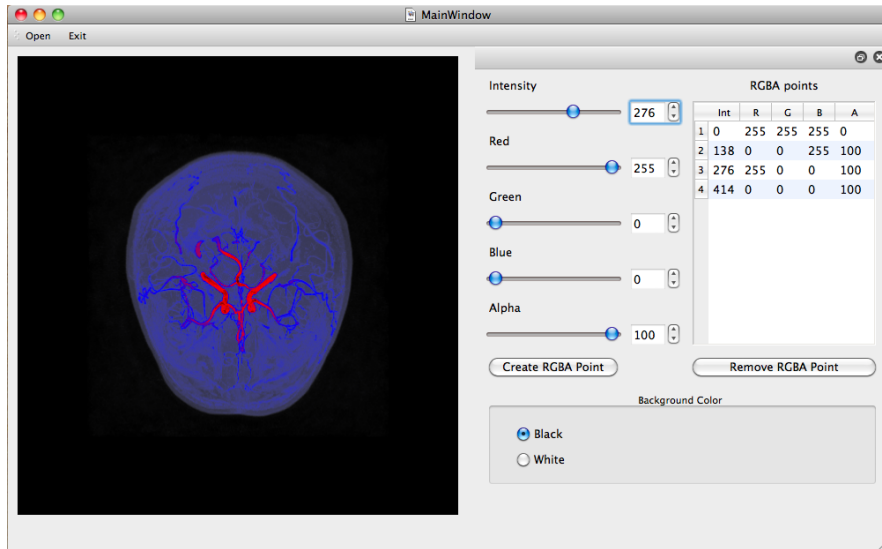 MainWindow
Open Exit
Intensity
276
Red
255
Green
0
Blue
0
Alpha
100
Create RGBA Point
RGBA points
Int R G B A
1 0 255 255 255 0
2 138 0 0 255 100
3 276 255 0 0 100
4 414 0 0 0 100
Remove RGBA Point
Background Color
Black
White